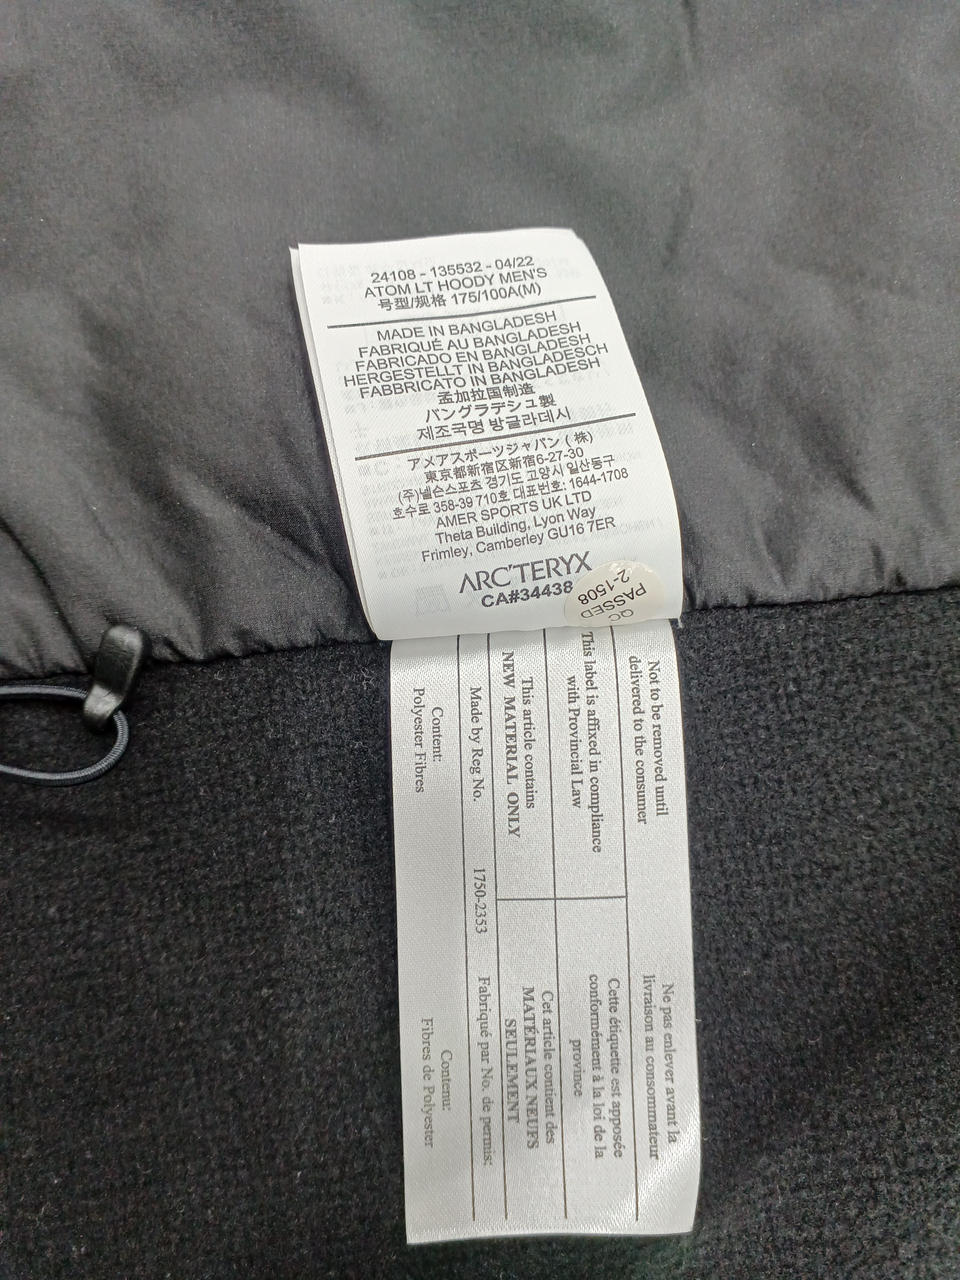 24108 - 135532 - 04/22
ATOM LT HOODY MEN'S
号型/规格 175/100A(M)
MADE IN BANGLADESH
FABRIQUÉ AU BANGLADESH
FABRICADO EN BANGLADESH
HERGESTELLT IN BANGLADESCH
FABBRICATO IN BANGLADESH
孟加拉国制造
バングラデシュ製
제조국명 방글라데시
アメアスポーツジャパン ( 株)
東京都新宿区新宿6-27-30
(주)넬슨스포츠 경기도 고양시 일산동구
호수로 358-39 710호 대표번호: 1644-1708
AMER SPORTS UK LTD
Theta Building, Lyon Way
Frimley, Camberley GU16 7ER
ARC'TERYX
CA#34438
QC
PASSED
2-1508
Not to be removed until
delivered to the consumer
This label is affixed in compliance
with Provincial Law
This article contains
NEW MATERIAL ONLY
Made by Reg No. 1750-2353
Content:
Polyester Fibres
Ne pas enlever avant la
livraison au consommateur
Cette étiquette est apposée
conformément à la loi de la
province
Cet article contient des
MATÉRIAUX NEUFS
SEULEMENT
Fabriqué par No. de permis:
Contenu:
Fibres de Polyester